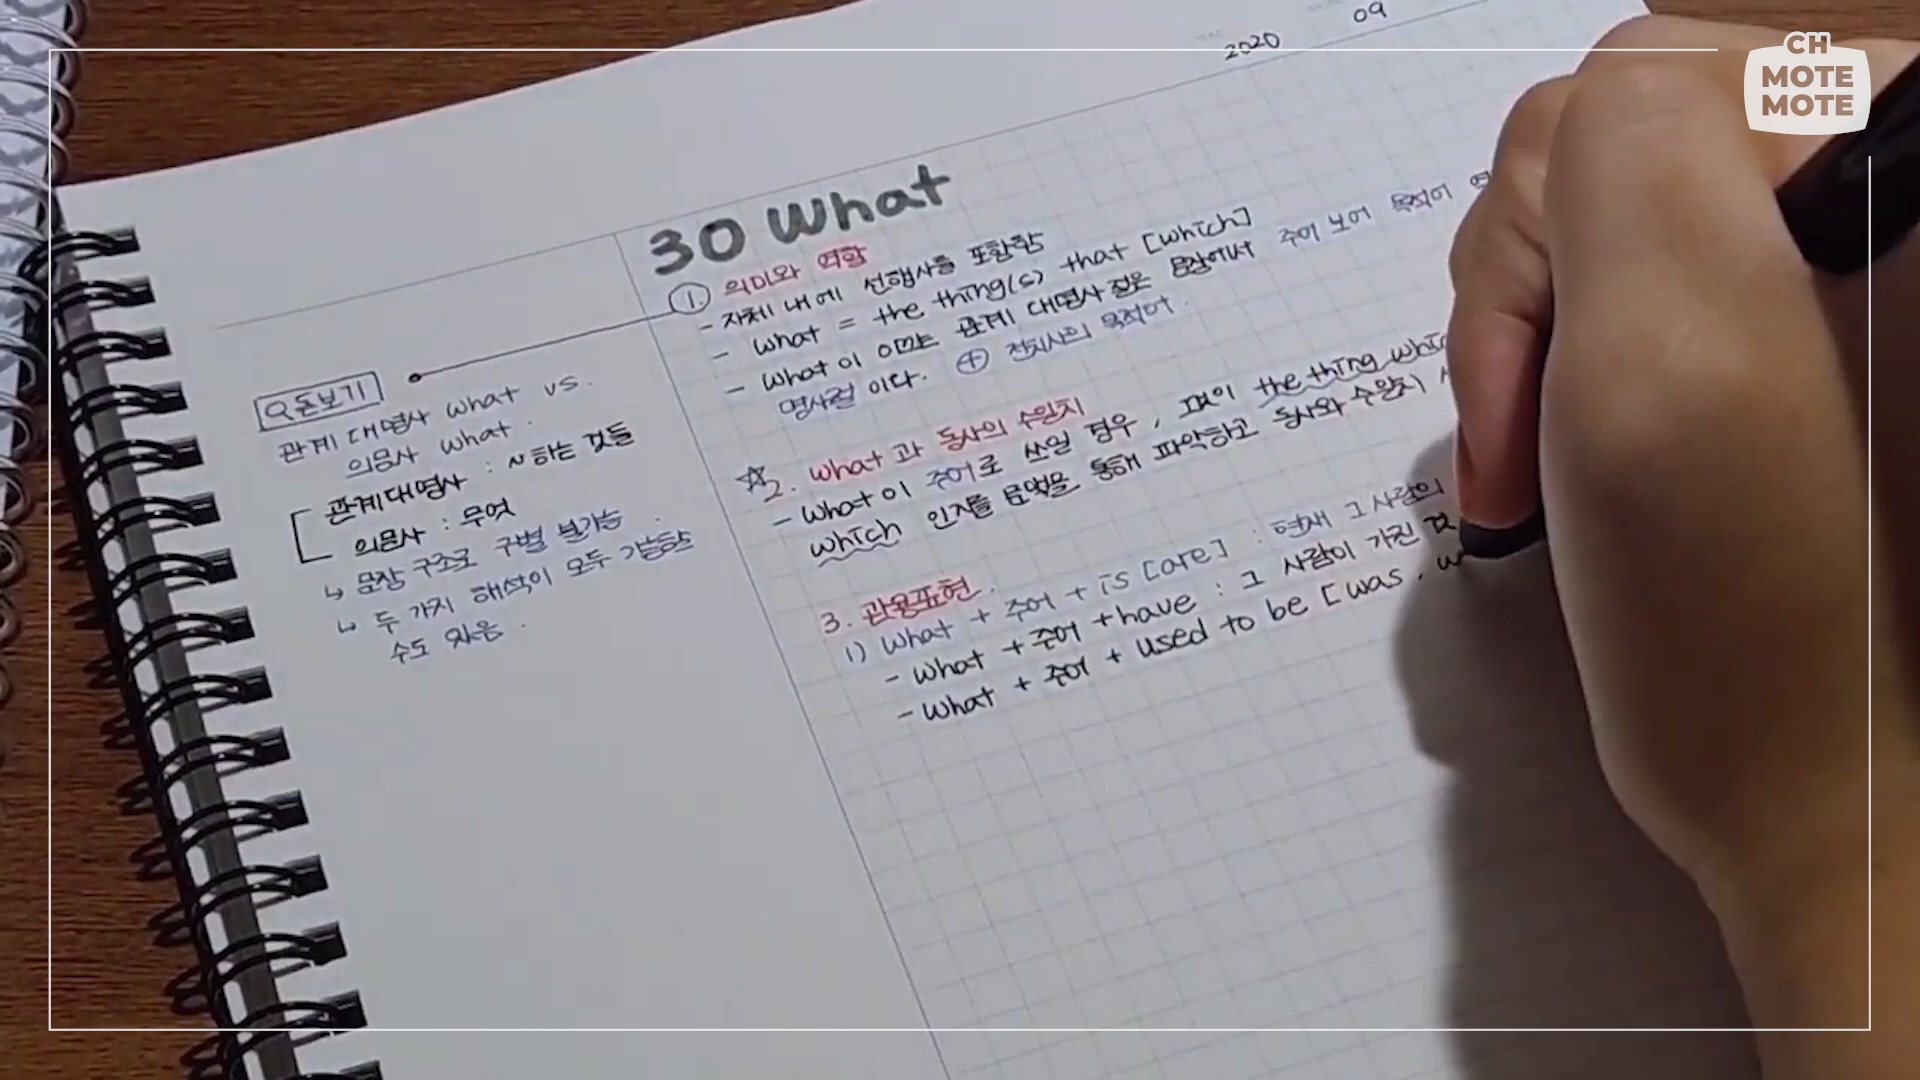 2020 09
CH
MOTE
MOTE
30 What
1. 의미와 역할
- 자체 내에 선행사를 포함함
- What = the thing(s) that [which]
- What이 이끄는 관계대명사절은 문장에서 주어 보어 목적어
명사절이다. + 전치사의 목적어.
☆2. What과 동사의 수일치
- What이 주어로 쓰일 경우, 그것이 the thing which
which 인지를 문맥을 통해 파악하고 동사와 수일치
3. 관용표현.
1) What + 주어 + is [are] : 현재 그 사람의
- What + 주어 + have : 그 사람이 가진 것
- What + 주어 + used to be [was, w
돋보기
관계대명사 what vs.
의문사 what.
관계대명사 : ~하는 것들
의문사 : 무엇
↳ 문장 구조로 구별 불가능.
↳ 두 가지 해석이 모두 가능할
수도 있음.